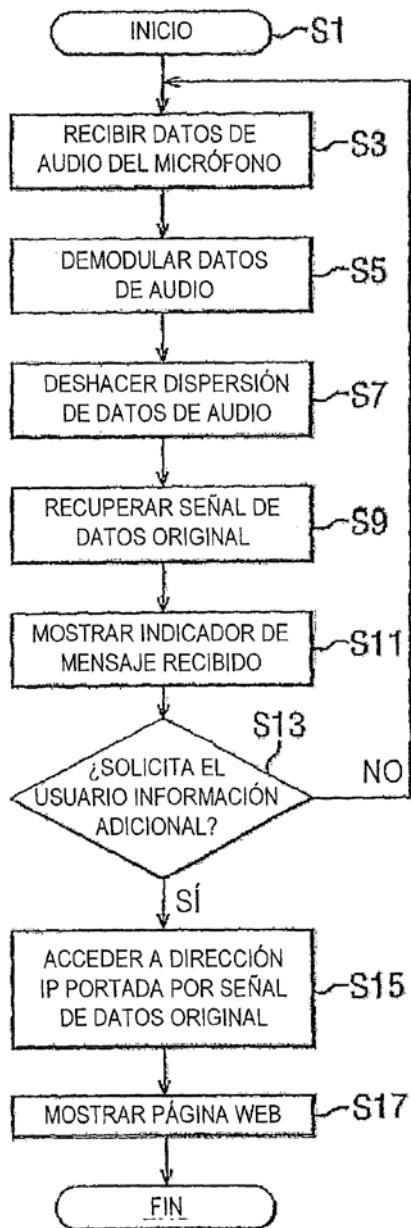 INICIO
S1
RECIBIR DATOS DE
AUDIO DEL MICRÓFONO
S3
DEMODULAR DATOS
DE AUDIO
S5
DESHACER DISPERSIÓN
DE DATOS DE AUDIO
S7
RECUPERAR SEÑAL DE
DATOS ORIGINAL
S9
MOSTRAR INDICADOR DE
MENSAJE RECIBIDO
S11
S13
¿SOLICITA EL
USUARIO INFORMACIÓN
ADICIONAL?
NO
SÍ
ACCEDER A DIRECCIÓN
IP PORTADA POR SEÑAL
DE DATOS ORIGINAL
S15
MOSTRAR PÁGINA WEB
S17
FIN